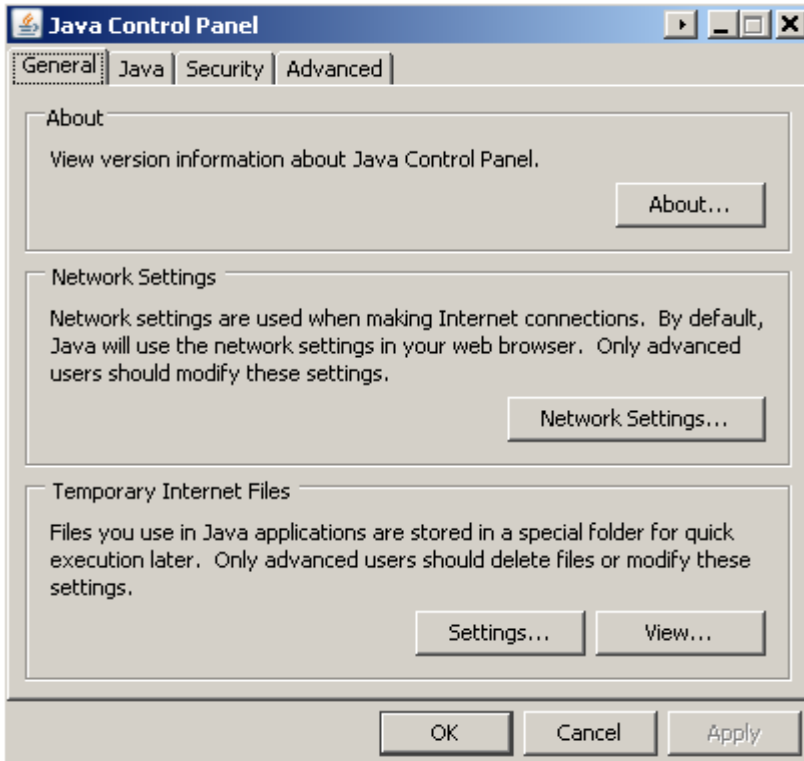 Java Control Panel
General Java Security Advanced
About
View version information about Java Control Panel.
About...
Network Settings
Network settings are used when making Internet connections.  By default,
Java will use the network settings in your web browser.  Only advanced
users should modify these settings.
Network Settings...
Temporary Internet Files
Files you use in Java applications are stored in a special folder for quick
execution later.  Only advanced users should delete files or modify these
settings.
Settings... View...
OK Cancel Apply